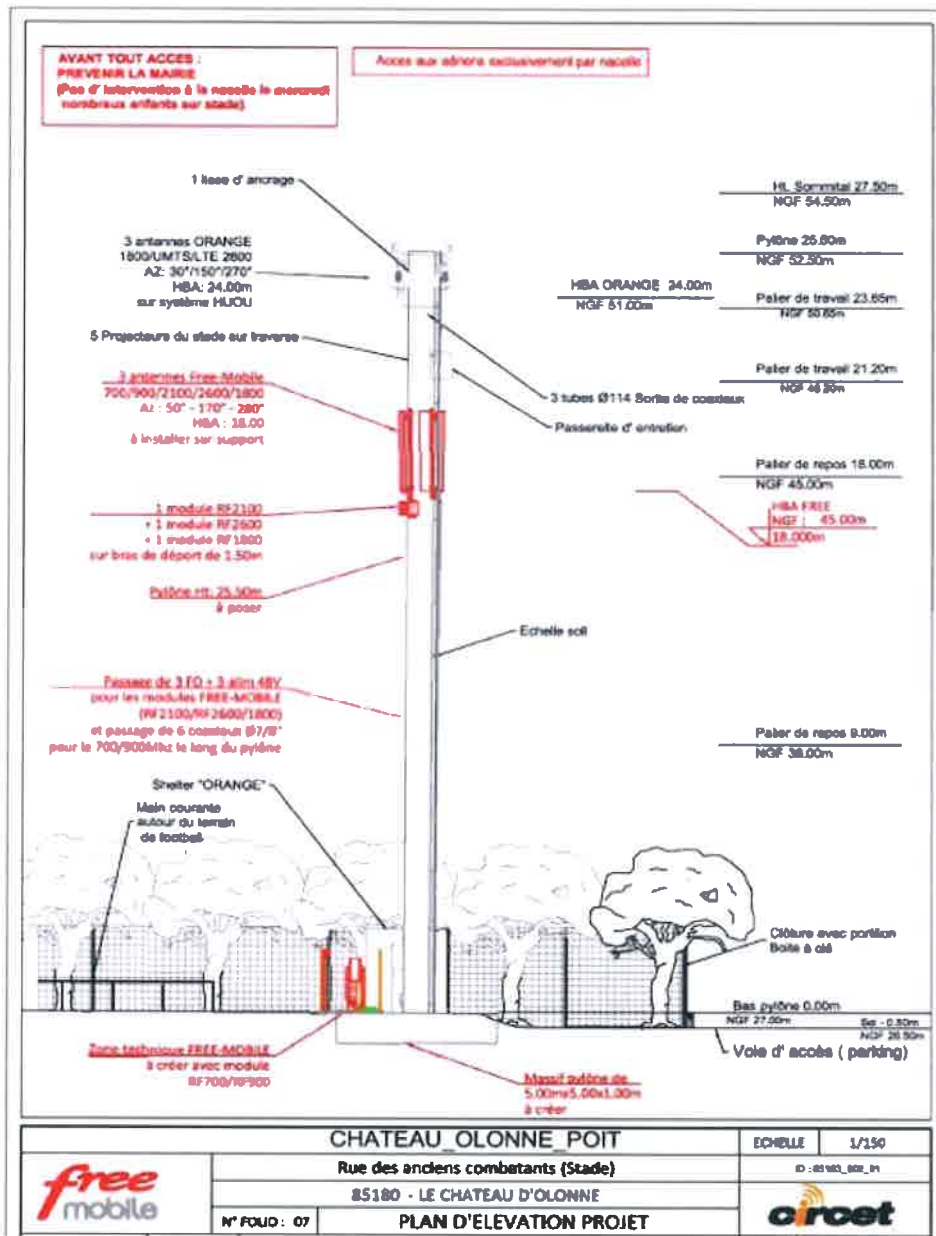 AVANT TOUT ACCES :
PREVENIR LA MAIRIE
(Pas d' intervention à la nacelle le mercredi
nombreux enfants sur stade)
Acces aux aériens exclusivement par nacelle
1 lisse d' ancrage
3 antennes ORANGE
1800/UMTS/LTE 2600
AZ: 30°/150°/270°
HBA: 24.00m
sur système HIJOU
5 Projecteurs du stade sur traverse
3 antennes Free-Mobile
700/900/2100/2600/1800
Az : 50° - 170° - 280°
HBA : 18.00
à installer sur support
1 module RF2100
+ 1 module RF2600
+ 1 module RF1800
sur bras de déport de 1.50m
Pylône Ht: 25.50m
à poser
Passage de 3 FO + 3 alim 48V
pour les modules FREE-MOBILE
(RF2100/RF2600/1800)
et passage de 6 coaxiaux Ø7/8"
pour le 700/900Mhz le long du pylône
Shelter "ORANGE"
Main courante
autour du terrain
de football
HL Sommital 27.50m
NGF 54.50m
Pylône 25.50m
NGF 52.50m
HBA ORANGE 24.00m
NGF 51.00m
Palier de travail 23.65m
NGF 50.65m
Palier de travail 21.20m
NGF 48.20m
3 tubes Ø114 Sortie de coaxiaux
Passerelle d' entretien
Palier de repos 18.00m
NGF 45.00m
HBA FREE
NGF : 45.00m
18.000m
Echelle soll
Palier de repos 9.00m
NGF 36.00m
Clôture avec portillon
Boite à clé
Bas pylône 0.00m
NGF 27.00m
- 0.50m
NGF 26.50m
Voie d' accès ( parking)
Zone technique FREE-MOBILE
à créer avec module
RF700/RF900
Massif pylône de
5.00mx5.00x1.00m
à créer
CHATEAU_OLONNE_POIT
ECHELLE 1/150
free
mobile
Rue des anciens combatants (Stade)
85180 - LE CHATEAU D'OLONNE
circet
N° FOLIO : 07
PLAN D'ELEVATION PROJET